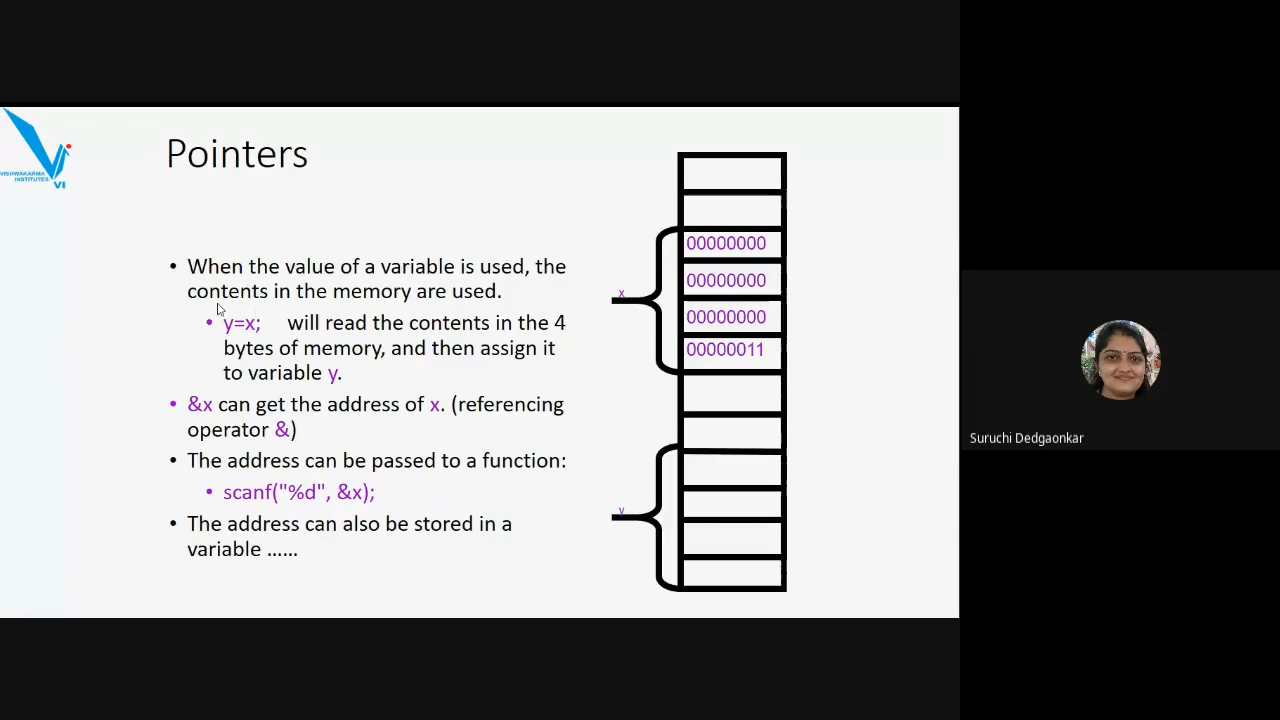 VISHWAKARMA
INSTITUTES
VI
Pointers
• When the value of a variable is used, the
contents in the memory are used.
• y=x; will read the contents in the 4
bytes of memory, and then assign it
to variable y.
• &x can get the address of x. (referencing
operator &)
• The address can be passed to a function:
• scanf("%d", &x);
• The address can also be stored in a
variable ……
00000000
00000000
x
00000000
00000011
y
Suruchi Dedgaonkar